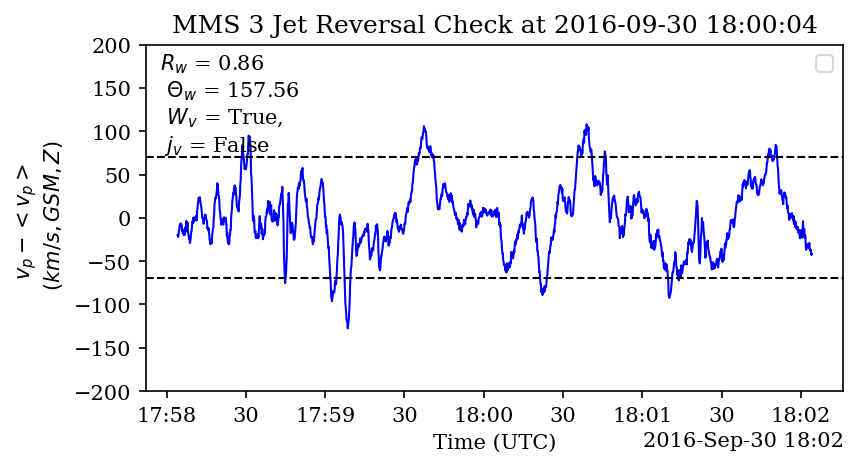 MMS 3 Jet Reversal Check at 2016-09-30 18:00:04
R_w = 0.86
Θ_w = 157.56
W_v = True,
j_v = False
200
150
100
50
0
−50
−100
−150
−200
v_p − < v_p >
(km/s, GSM, Z)
17:58 30 17:59 30 18:00 30 18:01 30 18:02
Time (UTC)
2016-Sep-30 18:02